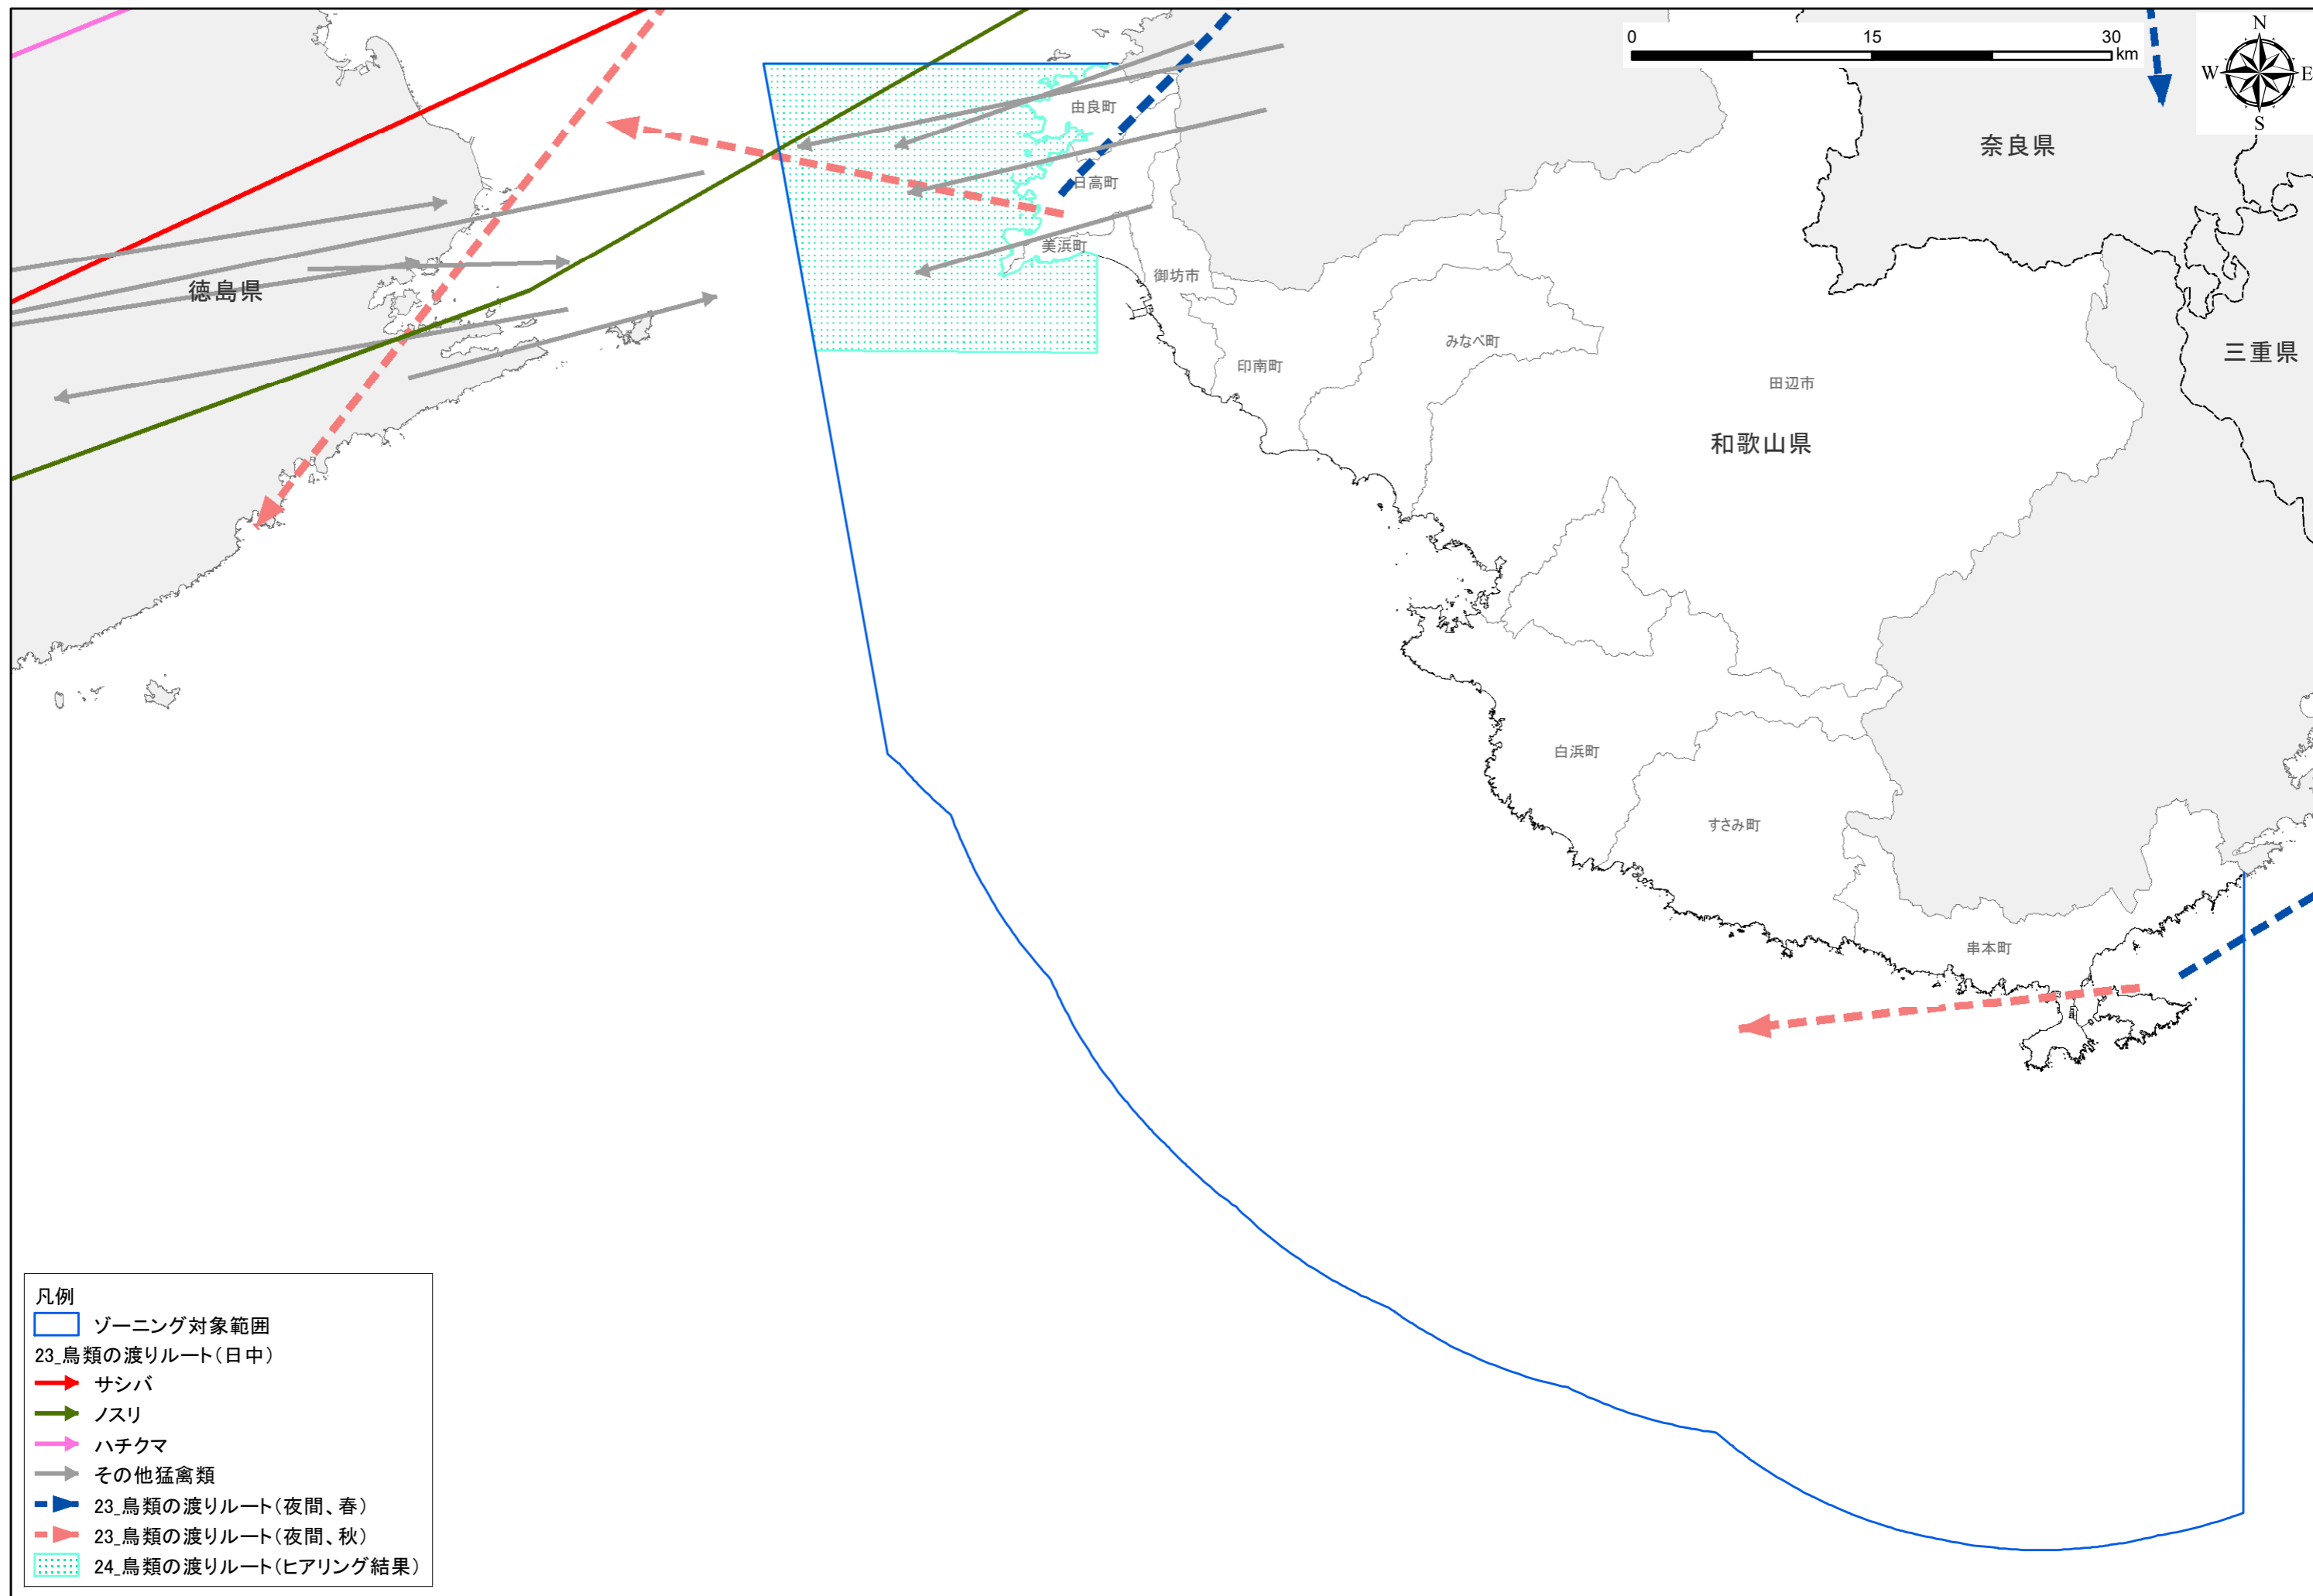 0 15 30
km
N
W E
S
奈良県
由良町
日高町
美浜町
御坊市
徳島県
印南町
みなべ町
三重県
田辺市
和歌山県
白浜町
すさみ町
串本町
凡例
ゾーニング対象範囲
23_鳥類の渡りルート(日中)
サシバ
ノスリ
ハチクマ
その他猛禽類
23_鳥類の渡りルート(夜間、春)
23_鳥類の渡りルート(夜間、秋)
24_鳥類の渡りルート(ヒアリング結果)